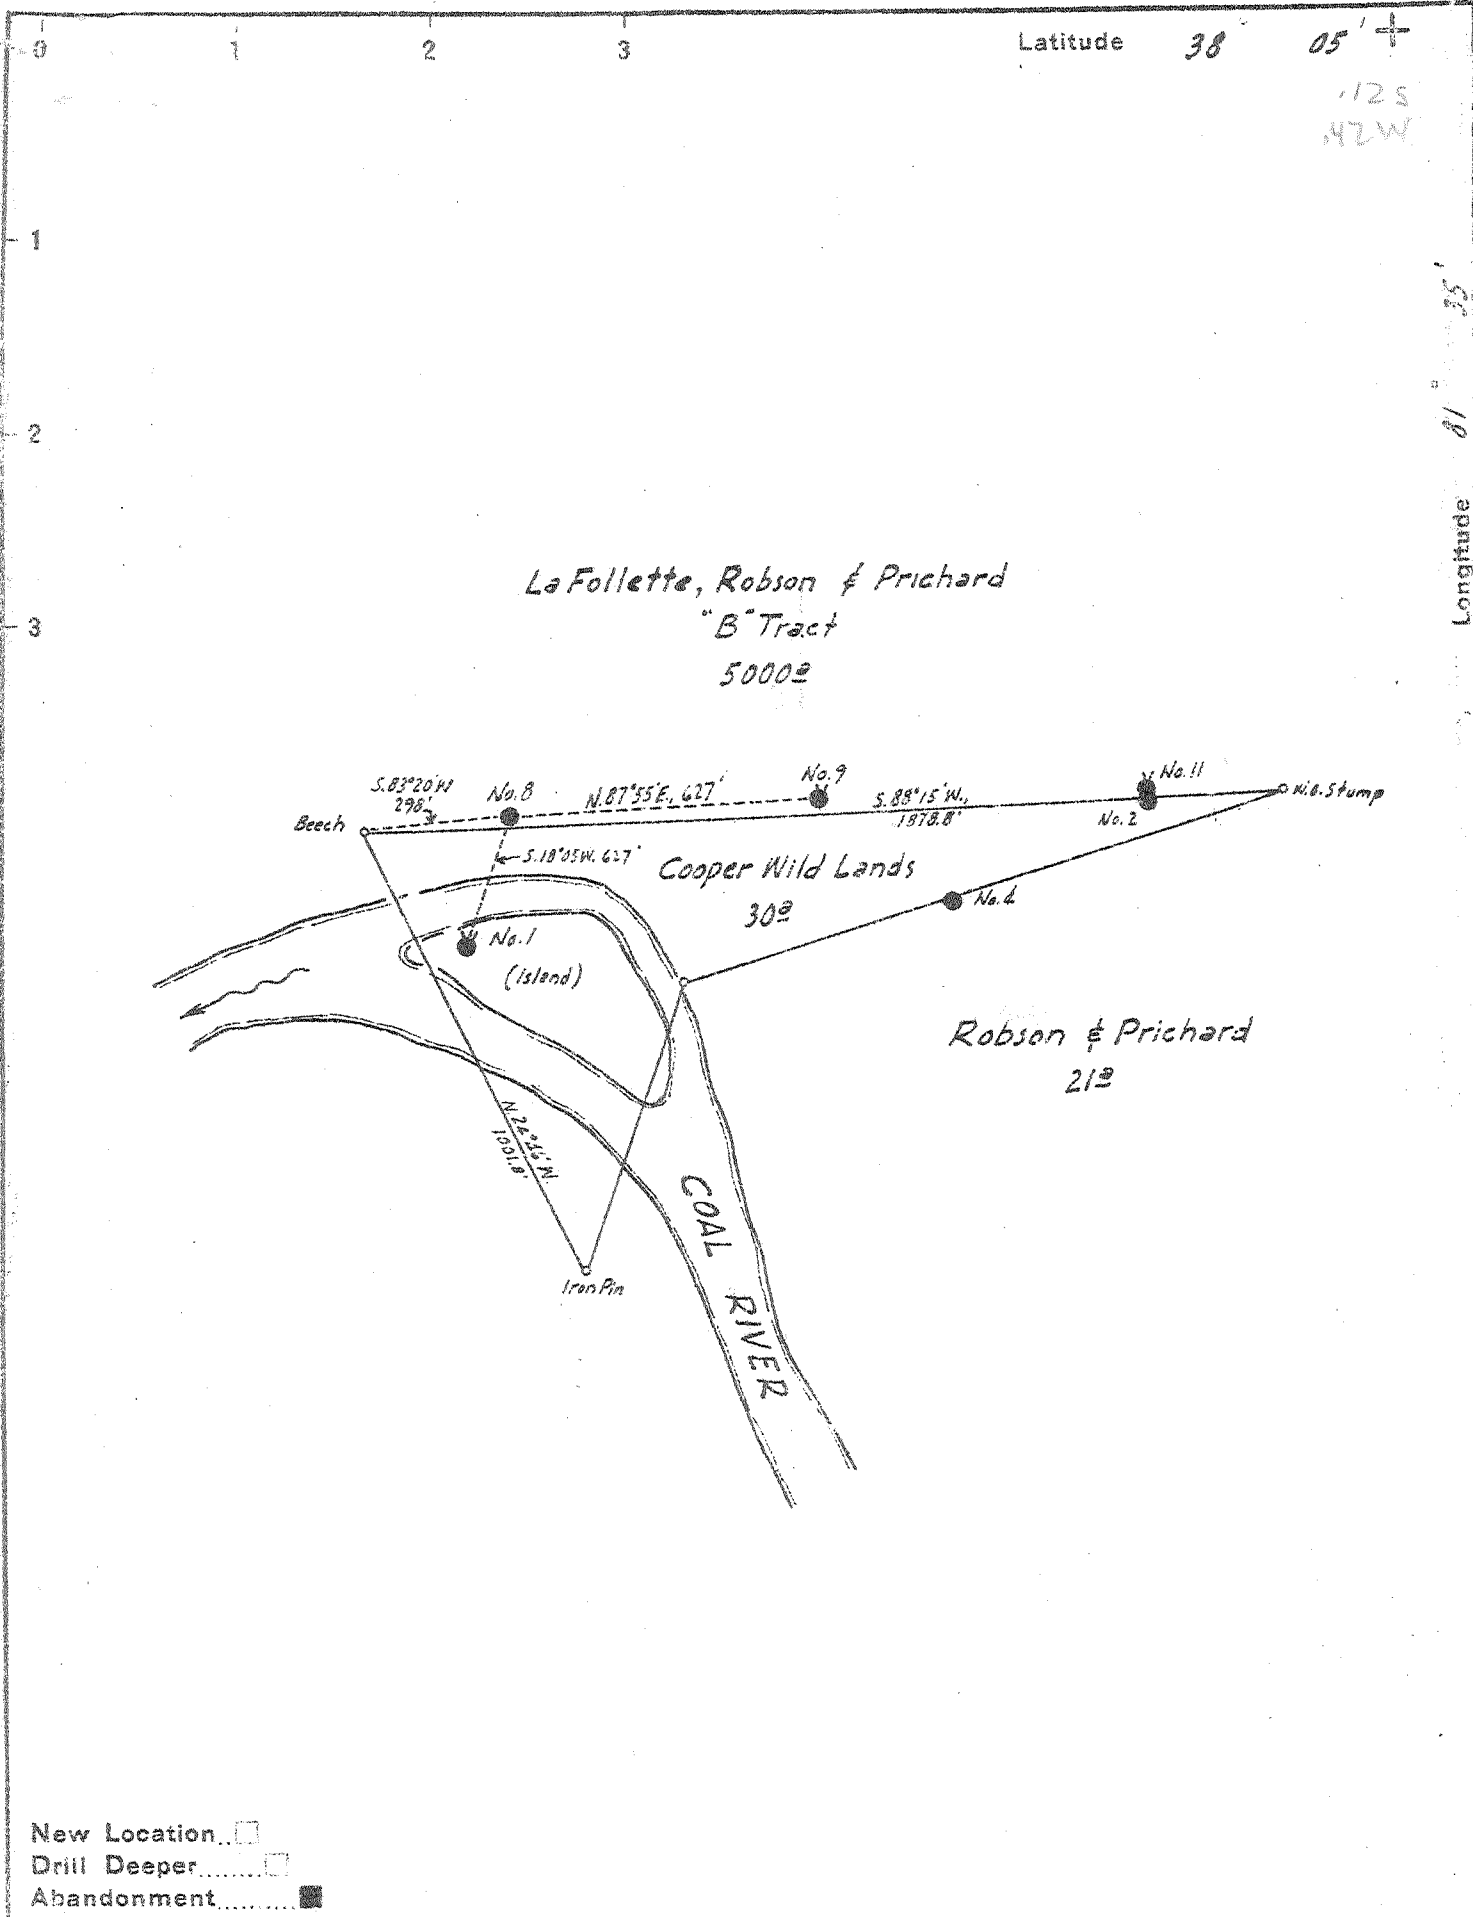 0 1 2 3 Latitude 38 05'
.12 S
.42 W
1
35'
81°
2
Longitude
La Follette, Robson & Prichard
3
"B" Tract
5000a
S.83°20'W
298'
No.8
N.87°55'E., 627'
No.9
S.88°15'W.,
1878.8'
No.11
No.2
W.O. Stump
Beech
S.18°05'W. 627'
Cooper Wild Lands
30a
No.4
No.1
(island)
Robson & Prichard
21a
1001.8'
COAL RIVER
Iron Pin
New Location
Drill Deeper
Abandonment